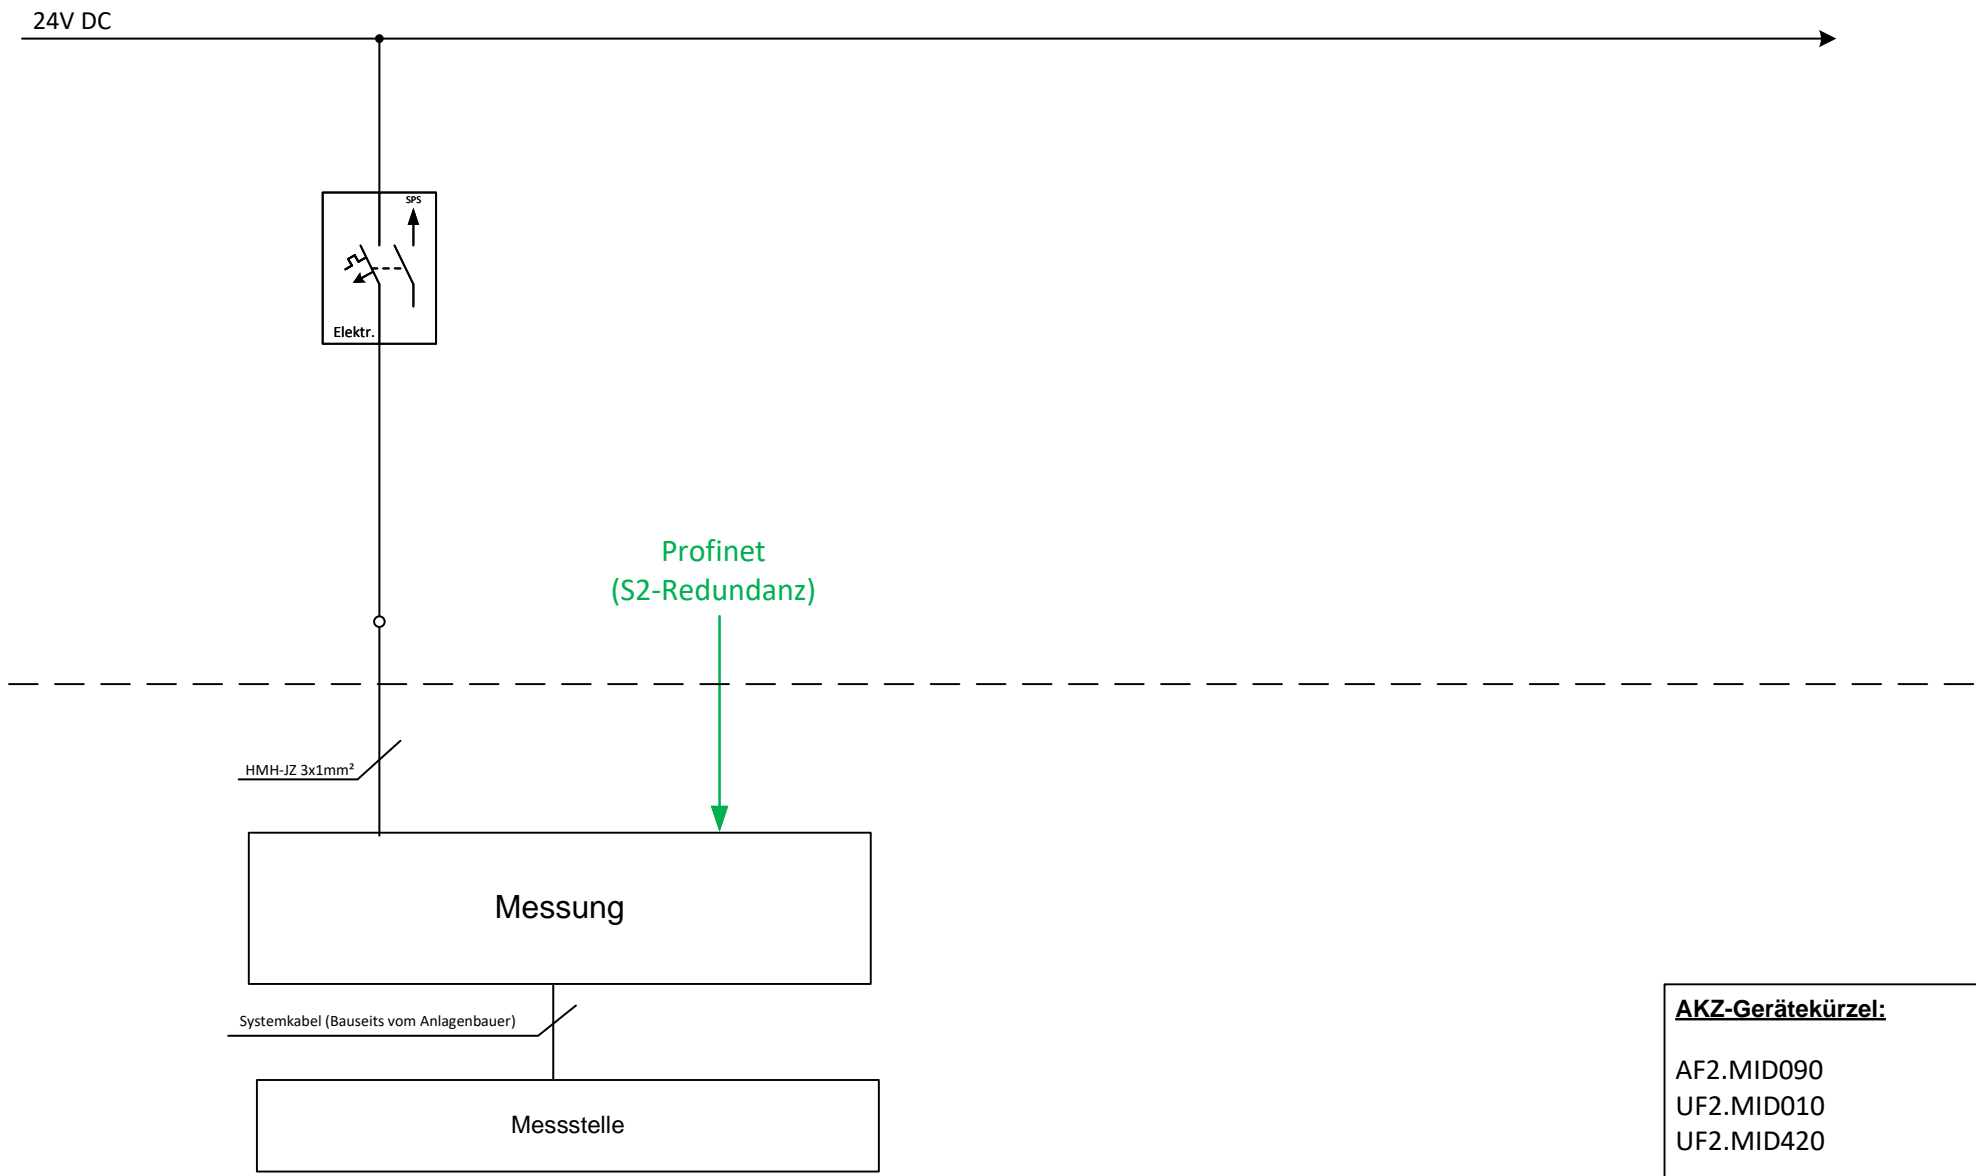 24V DC
SPS
Elektr.
Profinet
(S2-Redundanz)
HMH-JZ 3x1mm²
Messung
Systemkabel (Bauseits vom Anlagenbauer)
Messstelle
AKZ-Gerätekürzel:
AF2.MID090
UF2.MID010
UF2.MID420